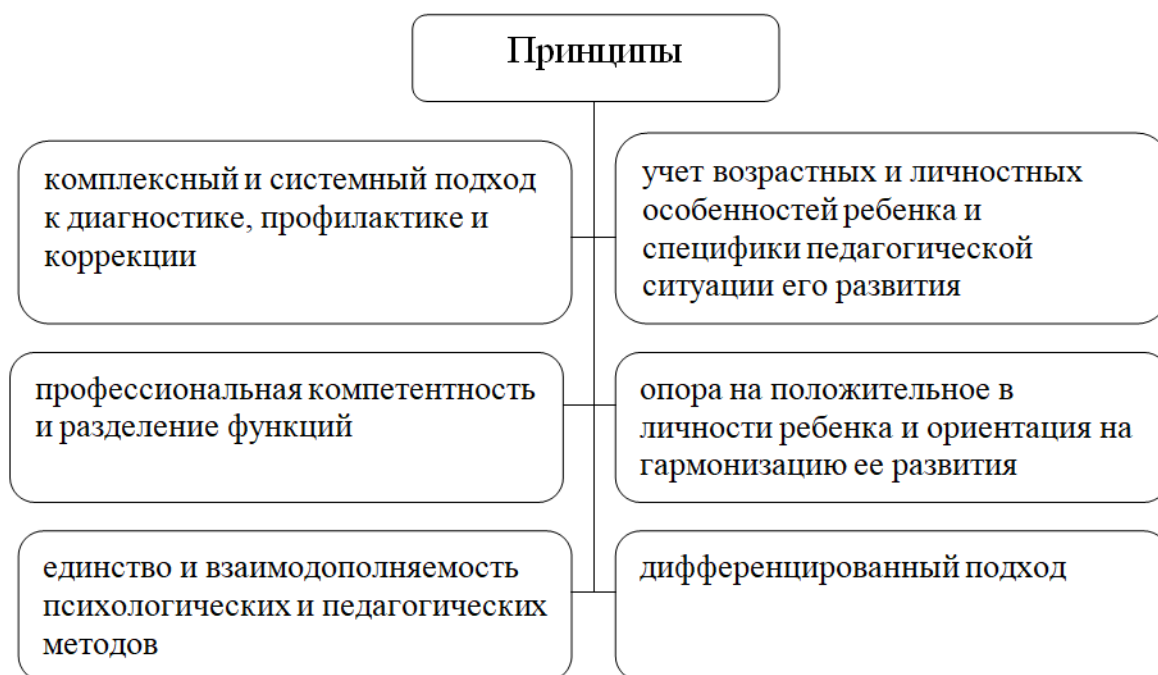 Принципы
комплексный и системный подход
к диагностике, профилактике и
коррекции
учет возрастных и личностных
особенностей ребенка и
специфики педагогической
ситуации его развития
профессиональная компетентность
и разделение функций
опора на положительное в
личности ребенка и ориентация на
гармонизацию ее развития
единство и взаимодополняемость
психологических и педагогических
методов
дифференцированный подход